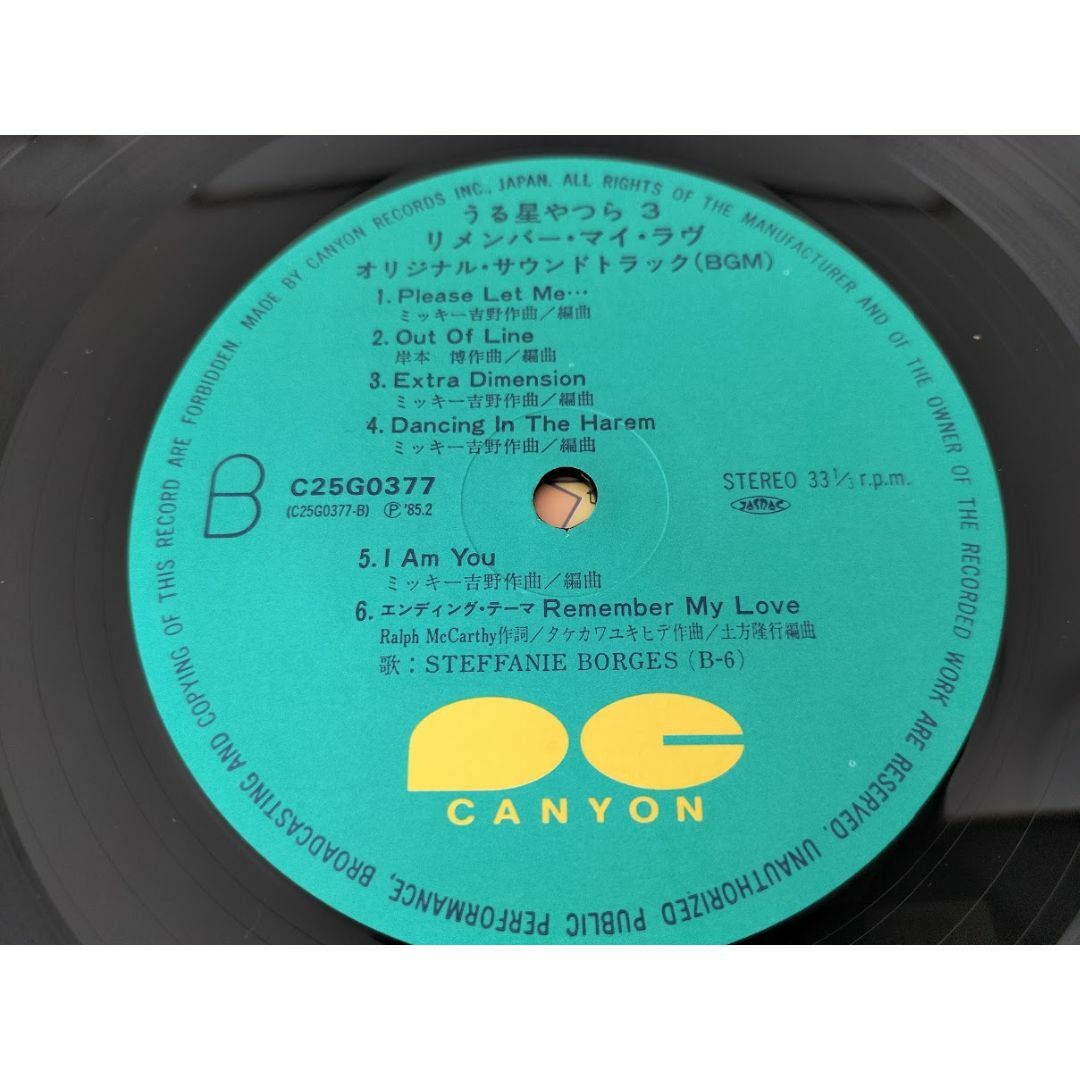 MADE BY CANYON RECORDS INC., JAPAN. ALL RIGHTS OF THE MANUFACTURER AND OF THE OWNER OF THE RECORDED WORK ARE RESERVED. UNAUTHORIZED PUBLIC PERFORMANCE, BROADCASTING AND COPYING OF THIS RECORD ARE FORBIDDEN.
うる星やつら 3
リメンバー・マイ・ラヴ
オリジナル・サウンドトラック(BGM)
1. Please Let Me…
ミッキー吉野作曲／編曲
2. Out Of Line
岸本 博作曲／編曲
3. Extra Dimension
ミッキー吉野作曲／編曲
4. Dancing In The Harem
ミッキー吉野作曲／編曲
B
C25G0377
(C25G0377-B) Ⓟ '85.2
STEREO 33 1/3 r.p.m.
JASRAC
5. I Am You
ミッキー吉野作曲／編曲
6. エンディング・テーマ Remember My Love
Ralph McCarthy作詞／タケカワユキヒデ作曲／土方隆行編曲
歌：STEFFANIE BORGES (B-6)
PC
CANYON